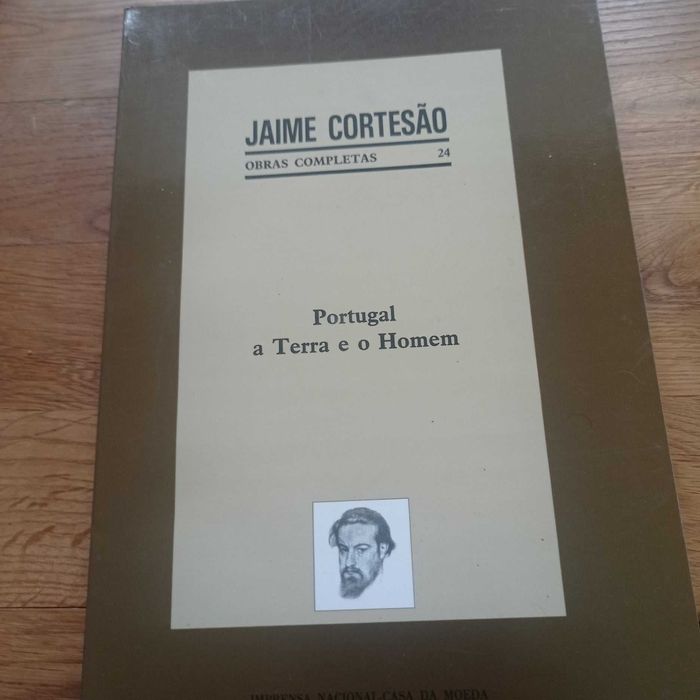 JAIME CORTESÃO
OBRAS COMPLETAS 24
Portugal
a Terra e o Homem
IMPRENSA NACIONAL-CASA DA MOEDA